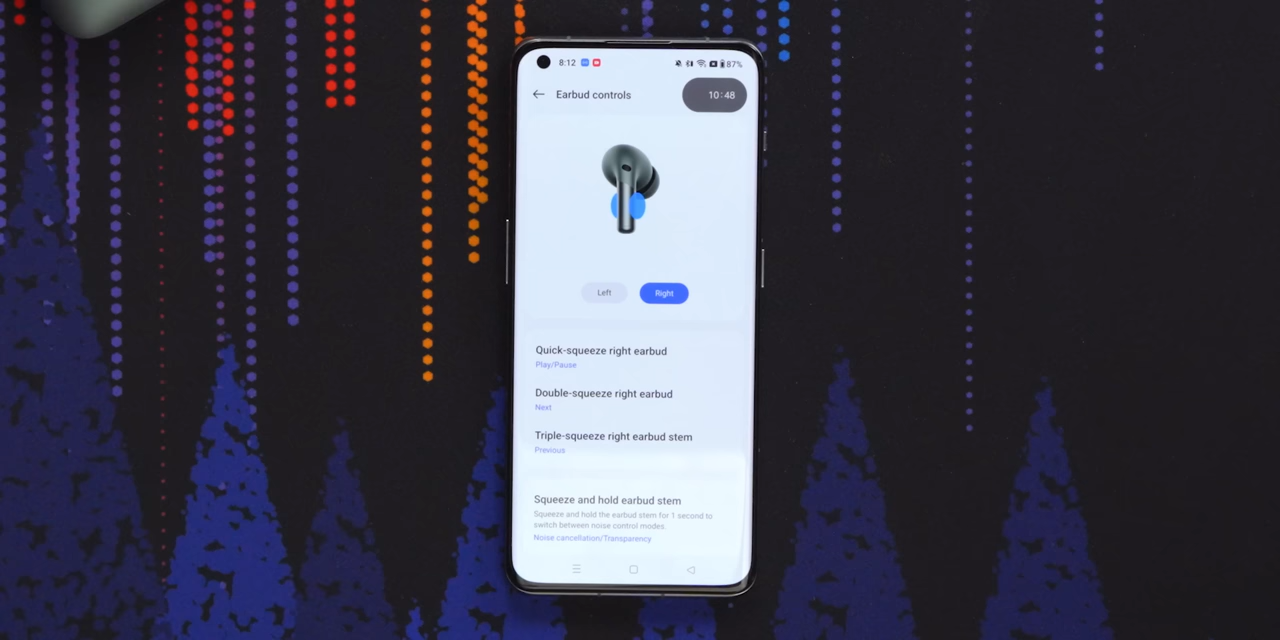 8:12
87%
Earbud controls
10:48
Left
Right
Quick-squeeze right earbud
Play/Pause
Double-squeeze right earbud
Next
Triple-squeeze right earbud stem
Previous
Squeeze and hold earbud stem
Squeeze and hold the earbud stem for 1 second to
switch between noise control modes.
Noise cancellation/Transparency